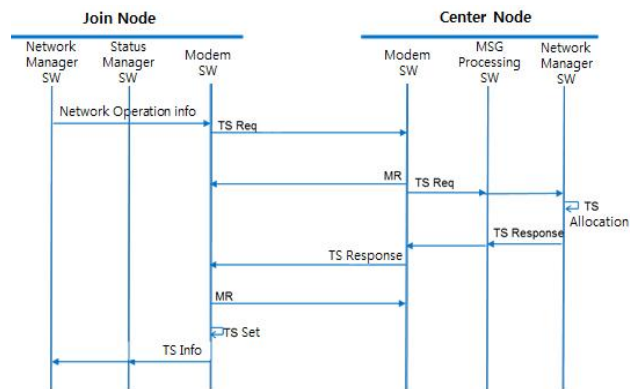 Join Node
Center Node
Network Manager SW
Status Manager SW
Modem SW
Modem SW
MSG Processing SW
Network Manager SW
Network Operation info
TS Req
MR
TS Req
TS Allocation
TS Response
TS Response
MR
TS Set
TS Info